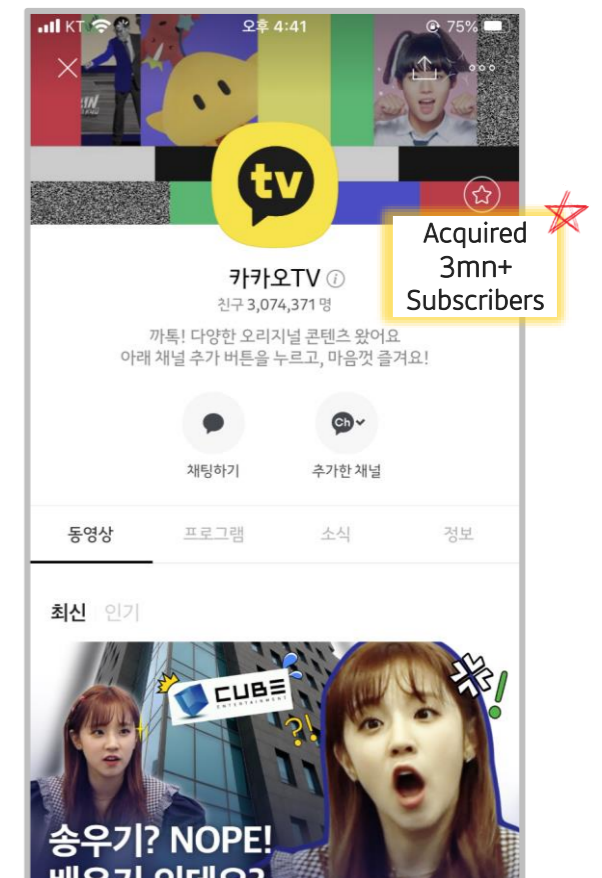 KT
오후 4:41
75%
tv
카카오TV
친구 3,074,371 명
Acquired
3mn+
Subscribers
까톡! 다양한 오리지널 콘텐츠 왔어요
아래 채널 추가 버튼을 누르고, 마음껏 즐겨요!
Ch
채팅하기
추가한 채널
동영상
프로그램
소식
정보
최신
인기
CUBE
ENTERTAINMENT
?!
!
송우기? NOPE!